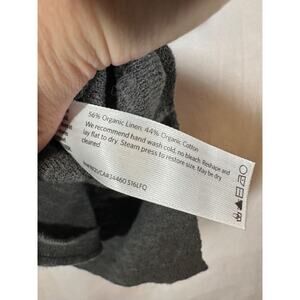 56% Organic Linen, 44% Organic Cotton
We recommend hand wash cold, no bleach Reshape and
lay flat to dry. Steam press to restore size. May be dry
cleaned